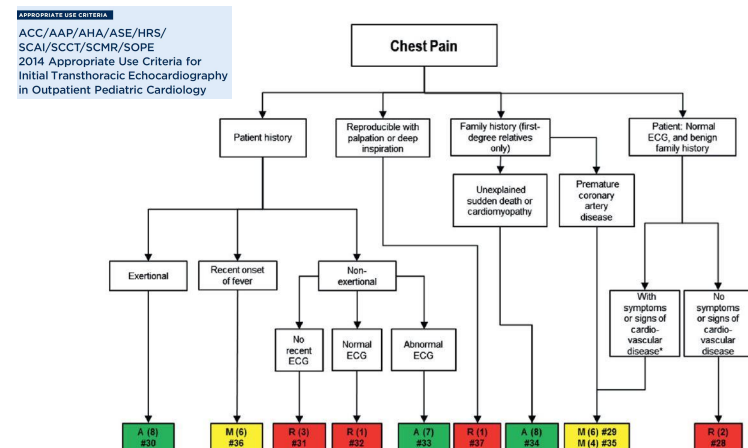 APPROPRIATE USE CRITERIA
ACC/AAP/AHA/ASE/HRS/
SCAI/SCCT/SCMR/SOPE
2014 Appropriate Use Criteria for
Initial Transthoracic Echocardiography
in Outpatient Pediatric Cardiology
Chest Pain
Patient history
Reproducible with
palpation or deep
inspiration
Family history (first-
degree relatives
only)
Patient: Normal
ECG, and benign
family history
Unexplained
sudden death or
cardiomyopathy
Premature
coronary
artery
disease
Exertional
Recent onset
of fever
Non-
exertional
With
symptoms
or signs of
cardio-
vascular
disease*
No
symptoms
or signs of
cardio-
vascular
disease
No
recent
ECG
Normal
ECG
Abnormal
ECG
A (8)
#30
M (6)
#36
R (3)
#31
R (1)
#32
A (7)
#33
R (1)
#37
A (8)
#34
M (6) #29
M (4) #35
R (2)
#28